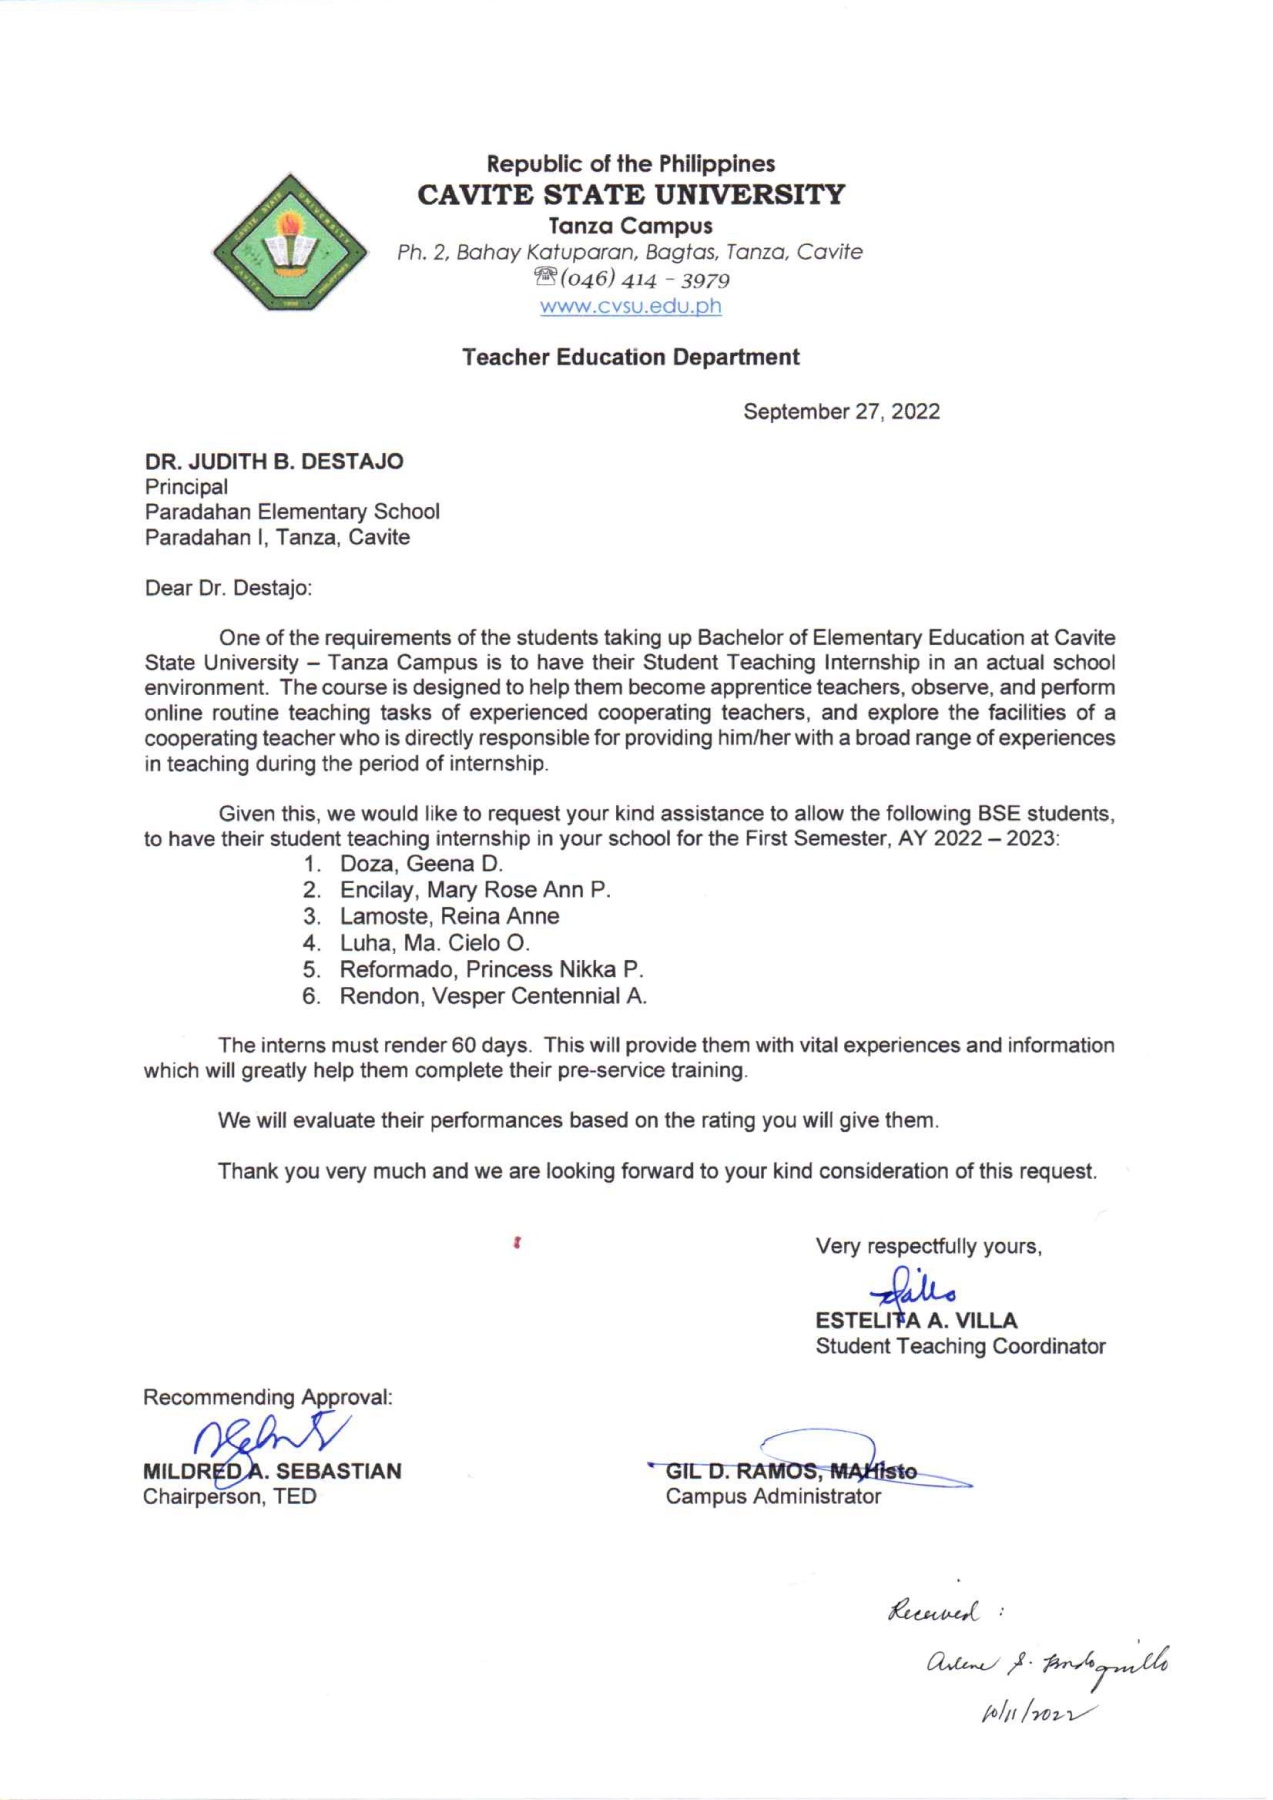 Republic of the Philippines
CAVITE STATE UNIVERSITY
Tanza Campus
Ph. 2, Bahay Katuparan, Bagtas, Tanza, Cavite
☏(046) 414 - 3979
www.cvsu.edu.ph
CAVITE STATE UNIVERSITY
CAVITE PHILIPPINES
1906
Teacher Education Department
September 27, 2022
DR. JUDITH B. DESTAJO
Principal
Paradahan Elementary School
Paradahan I, Tanza, Cavite
Dear Dr. Destajo:
One of the requirements of the students taking up Bachelor of Elementary Education at Cavite
State University – Tanza Campus is to have their Student Teaching Internship in an actual school
environment. The course is designed to help them become apprentice teachers, observe, and perform
online routine teaching tasks of experienced cooperating teachers, and explore the facilities of a
cooperating teacher who is directly responsible for providing him/her with a broad range of experiences
in teaching during the period of internship.
Given this, we would like to request your kind assistance to allow the following BSE students,
to have their student teaching internship in your school for the First Semester, AY 2022 – 2023:
1. Doza, Geena D.
2. Encilay, Mary Rose Ann P.
3. Lamoste, Reina Anne
4. Luha, Ma. Cielo O.
5. Reformado, Princess Nikka P.
6. Rendon, Vesper Centennial A.
The interns must render 60 days. This will provide them with vital experiences and information
which will greatly help them complete their pre-service training.
We will evaluate their performances based on the rating you will give them.
Thank you very much and we are looking forward to your kind consideration of this request.
Very respectfully yours,
ESTELITA A. VILLA
Student Teaching Coordinator
Recommending Approval:
MILDRED A. SEBASTIAN
Chairperson, TED
GIL D. RAMOS, MAHisto
Campus Administrator
Received :
Arlene S.
10/11/2022